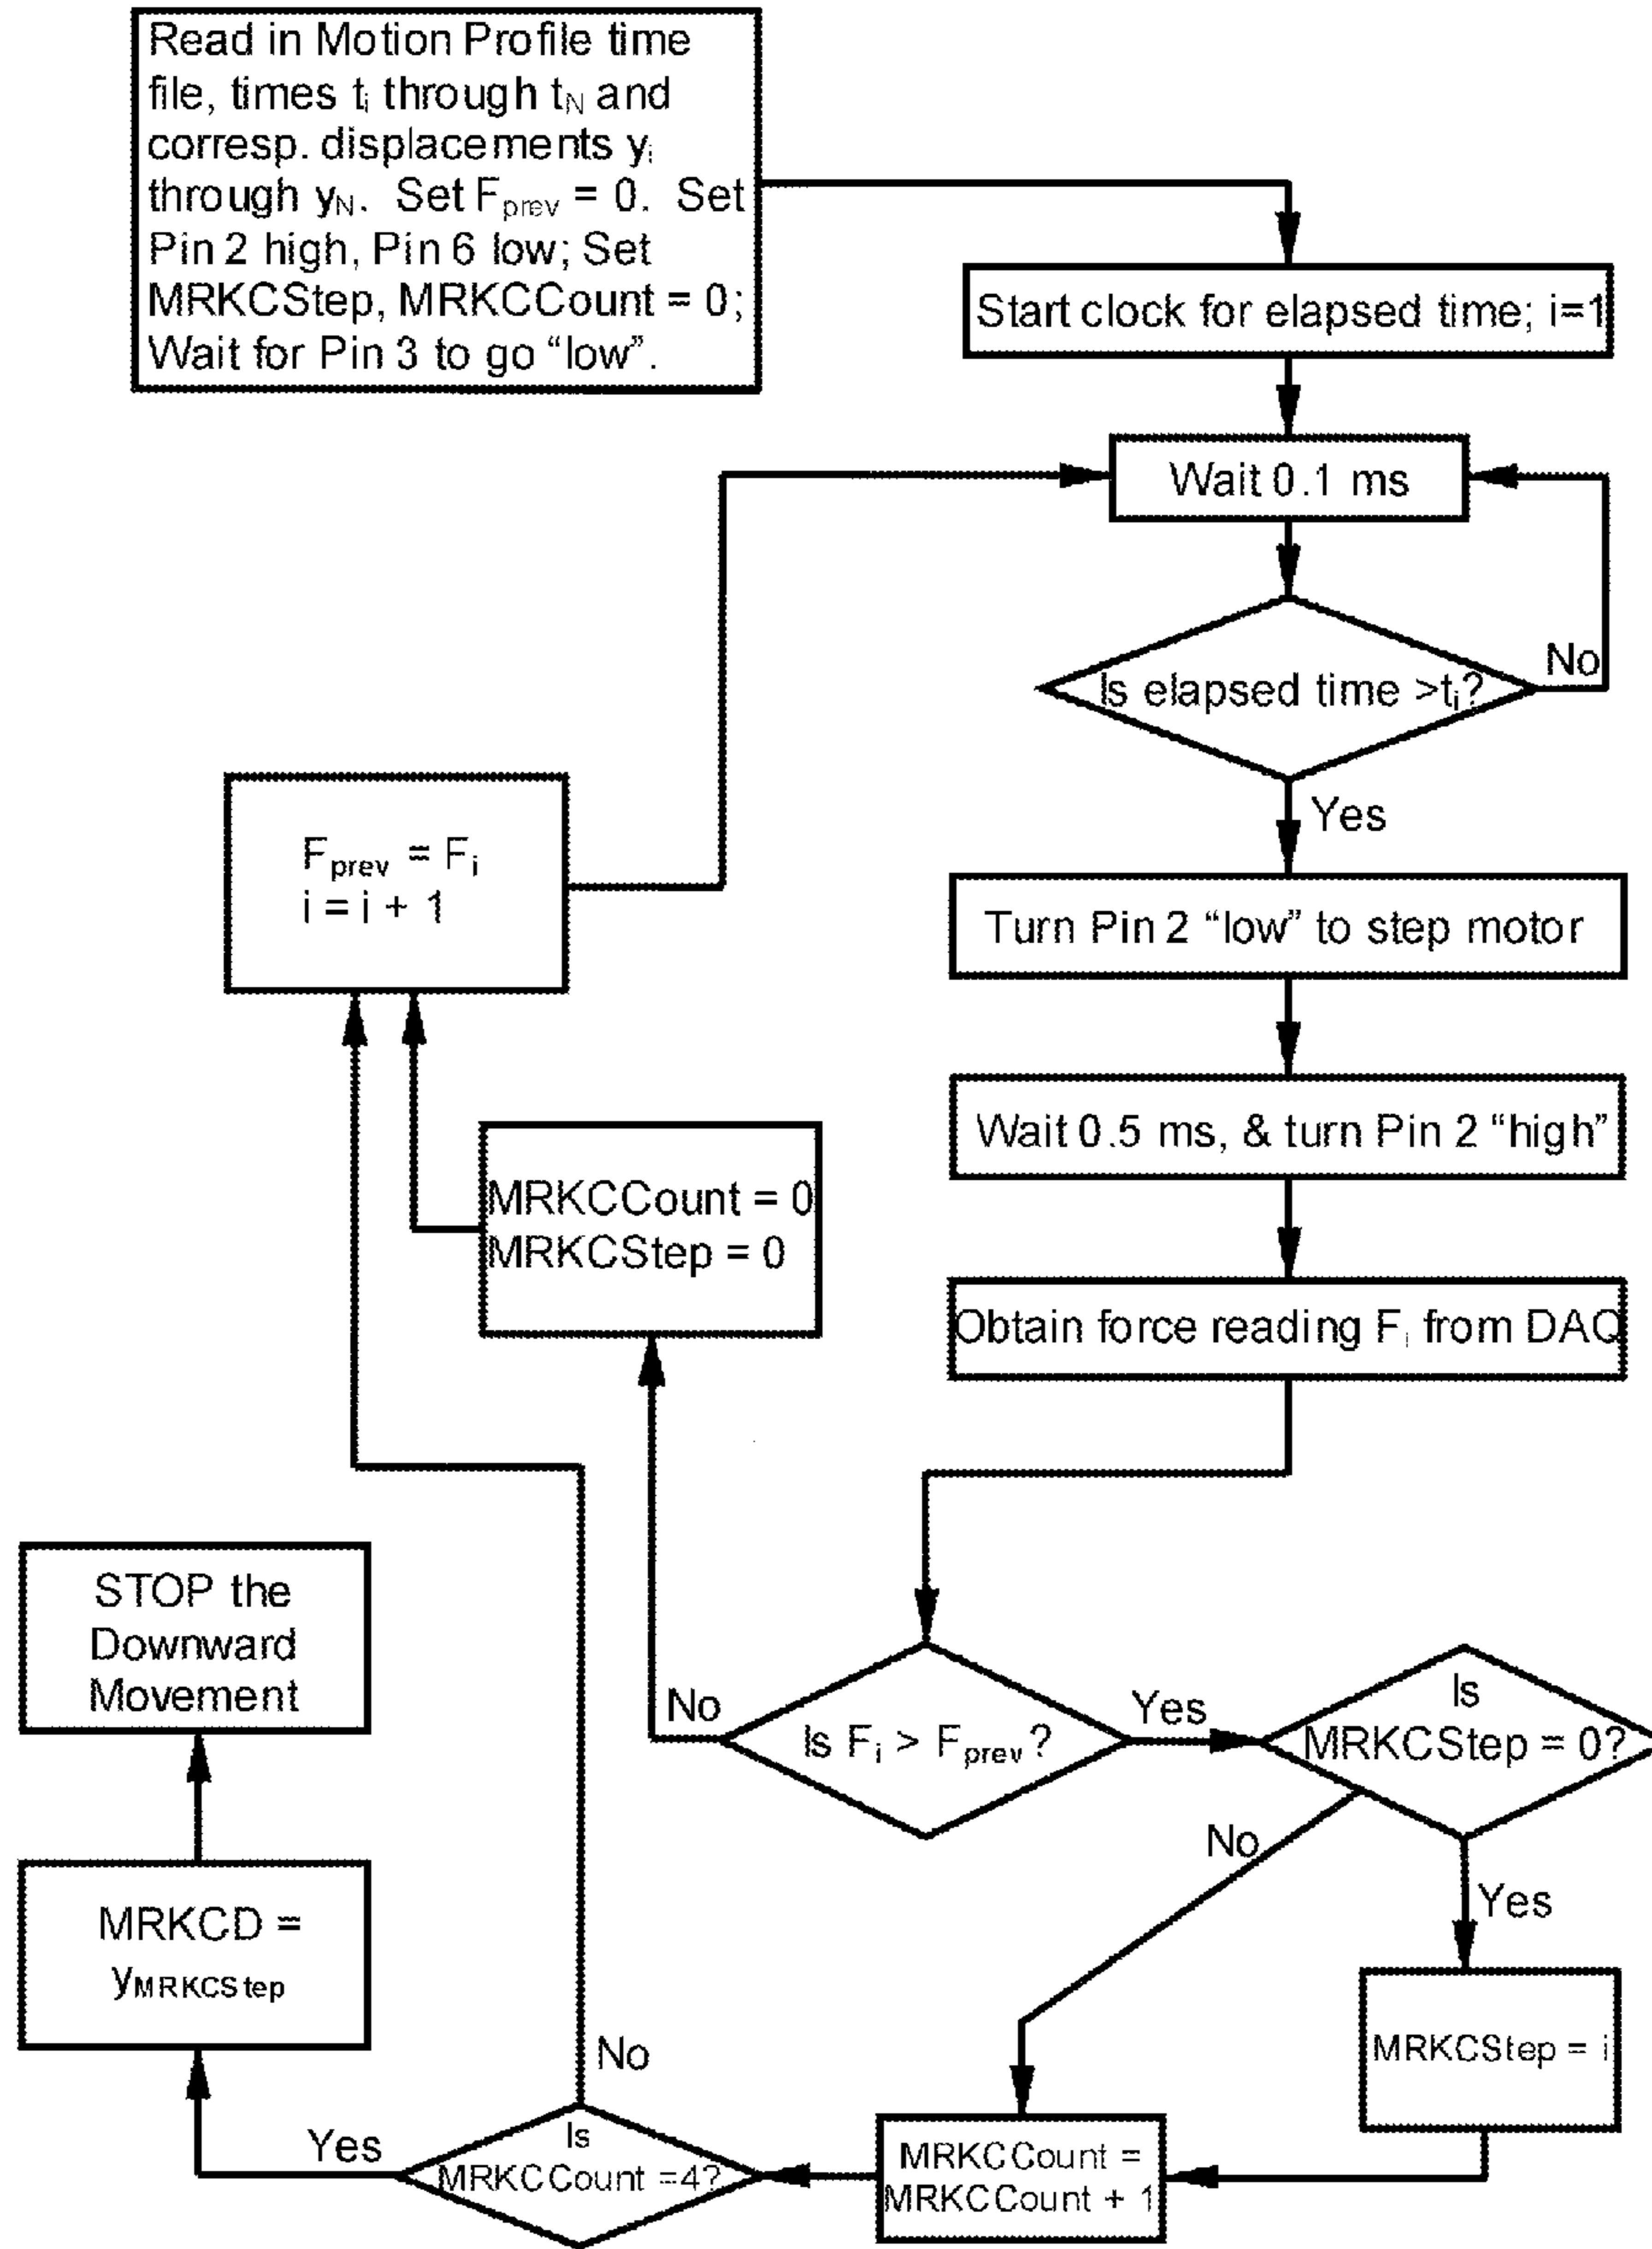 Read in Motion Profile time
file, times tᵢ through t_N and
corresp. displacements yᵢ
through y_N. Set F_prev = 0. Set
Pin 2 high, Pin 6 low; Set
MRKCStep, MRKCCount = 0;
Wait for Pin 3 to go “low”.
Start clock for elapsed time; i=1
Wait 0.1 ms
Is elapsed time >tᵢ?
No
Yes
Turn Pin 2 “low” to step motor
Wait 0.5 ms, & turn Pin 2 “high”
Obtain force reading Fᵢ from DAQ
F_prev = Fᵢ
i = i + 1
MRKCCount = 0
MRKCStep = 0
Is Fᵢ > F_prev?
No
Yes
Is
MRKCStep = 0?
No
Yes
MRKCStep = i
MRKCCount =
MRKCCount + 1
Is
MRKCCount =4?
No
Yes
MRKCD =
y_MRKCStep
STOP the
Downward
Movement